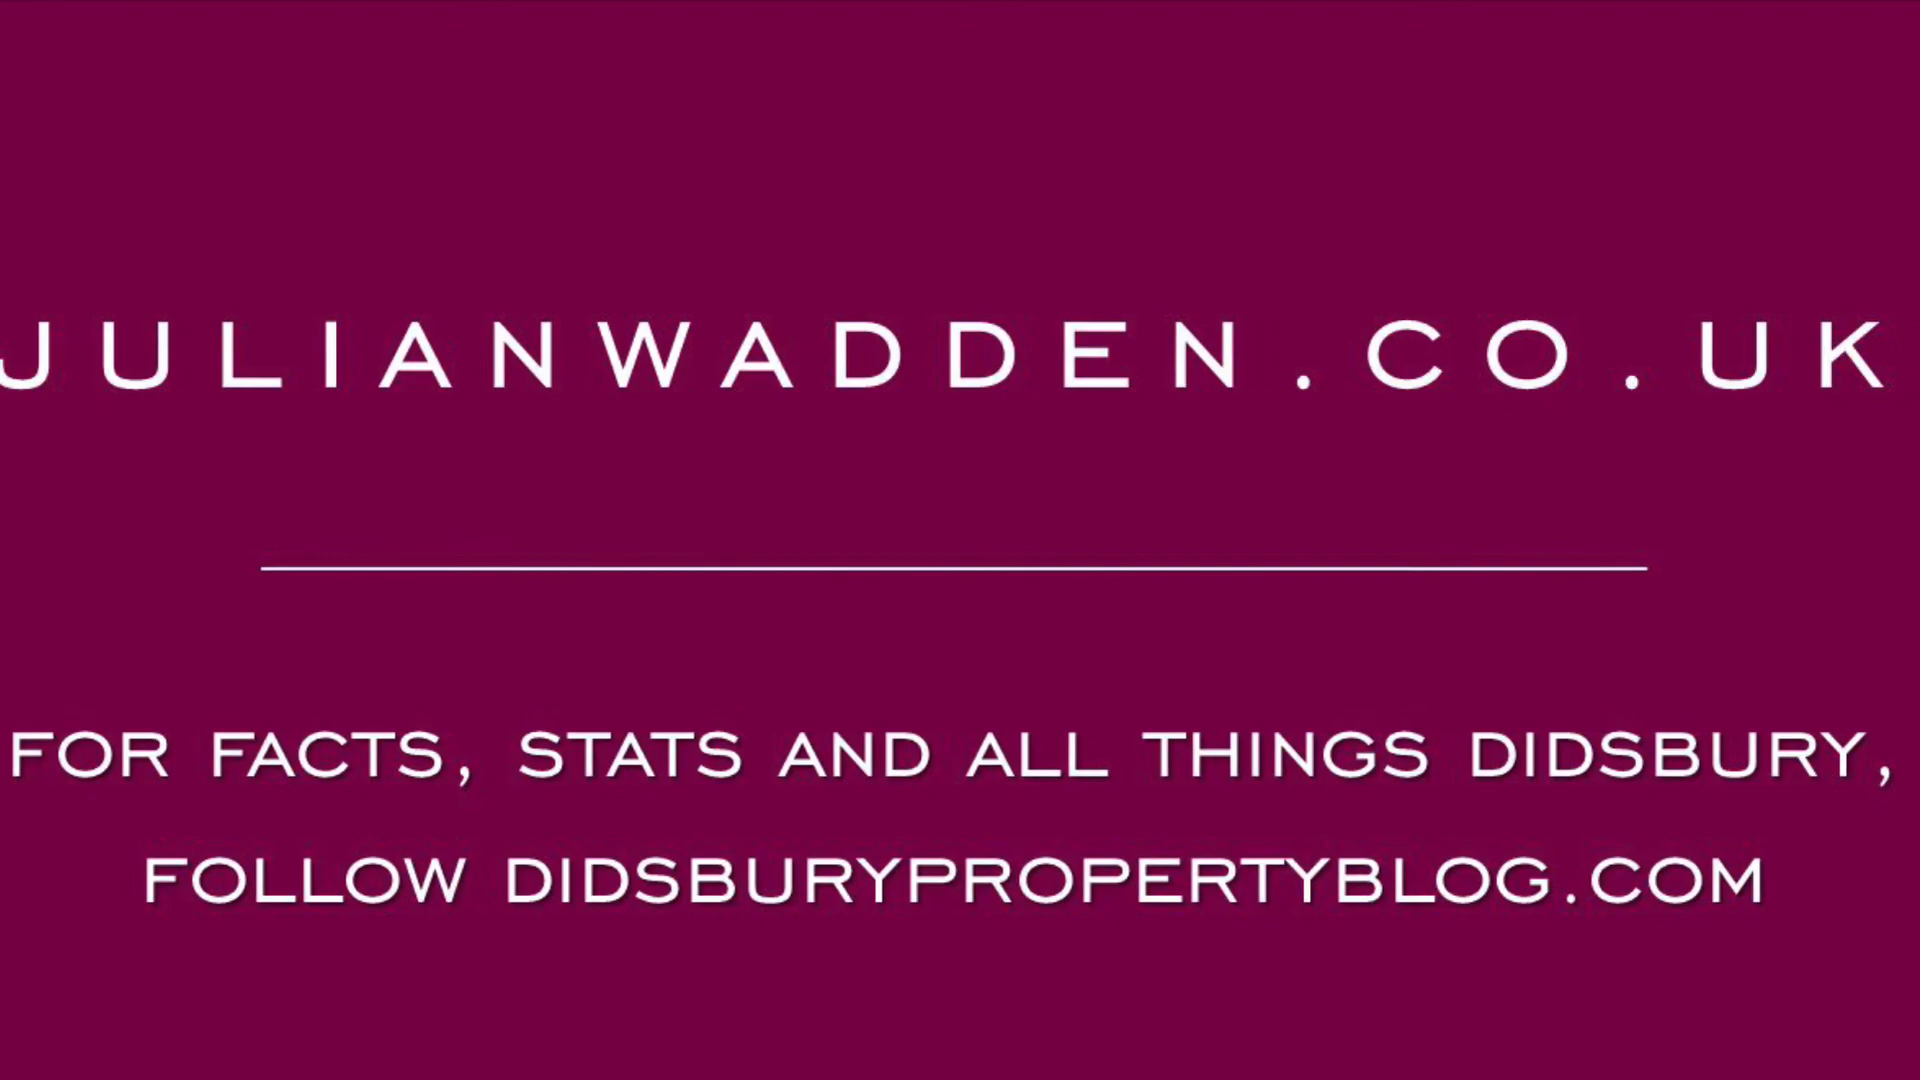 JULIANWADDEN.CO.UK
FOR FACTS, STATS AND ALL THINGS DIDSBURY,
FOLLOW DIDSBURYPROPERTYBLOG.COM